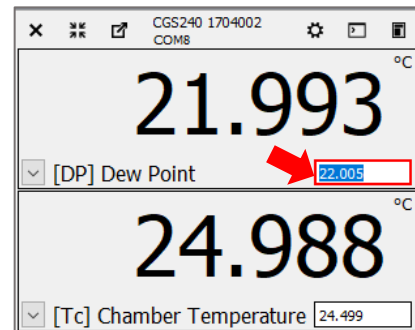 CGS240 1704002
COM8
°C
21.993
[DP] Dew Point 22.005
°C
24.988
[Tc] Chamber Temperature 24.499